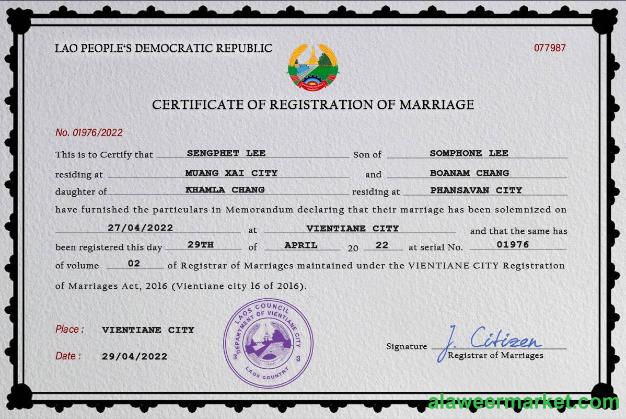 LAO PEOPLE'S DEMOCRATIC REPUBLIC
077987
CERTIFICATE OF REGISTRATION OF MARRIAGE
No. 01976/2022
This is to Certify that SENGPHET LEE Son of SOMPHONE LEE
residing at MUANG XAI CITY and BOANAM CHANG
daughter of KHAMLA CHANG residing at PHANSAVAN CITY
have furnished the particulars in Memorandum declaring that their marriage has been solemnized on
27/04/2022 at VIENTIANE CITY and that the same has
been registered this day 29TH of APRIL 20 22 at serial No. 01976
of volume 02 of Registrar of Marriages maintained under the VIENTIANE CITY Registration
of Marriages Act, 2016 (Vientiane city 16 of 2016).
LAOS COUNCIL
DEPARTMENT OF VIENTIANE CITY
LAOS COUNTRY
Place : VIENTIANE CITY
Signature J. Citizen
Registrar of Marriages
Date : 29/04/2022
alaweermarket.com